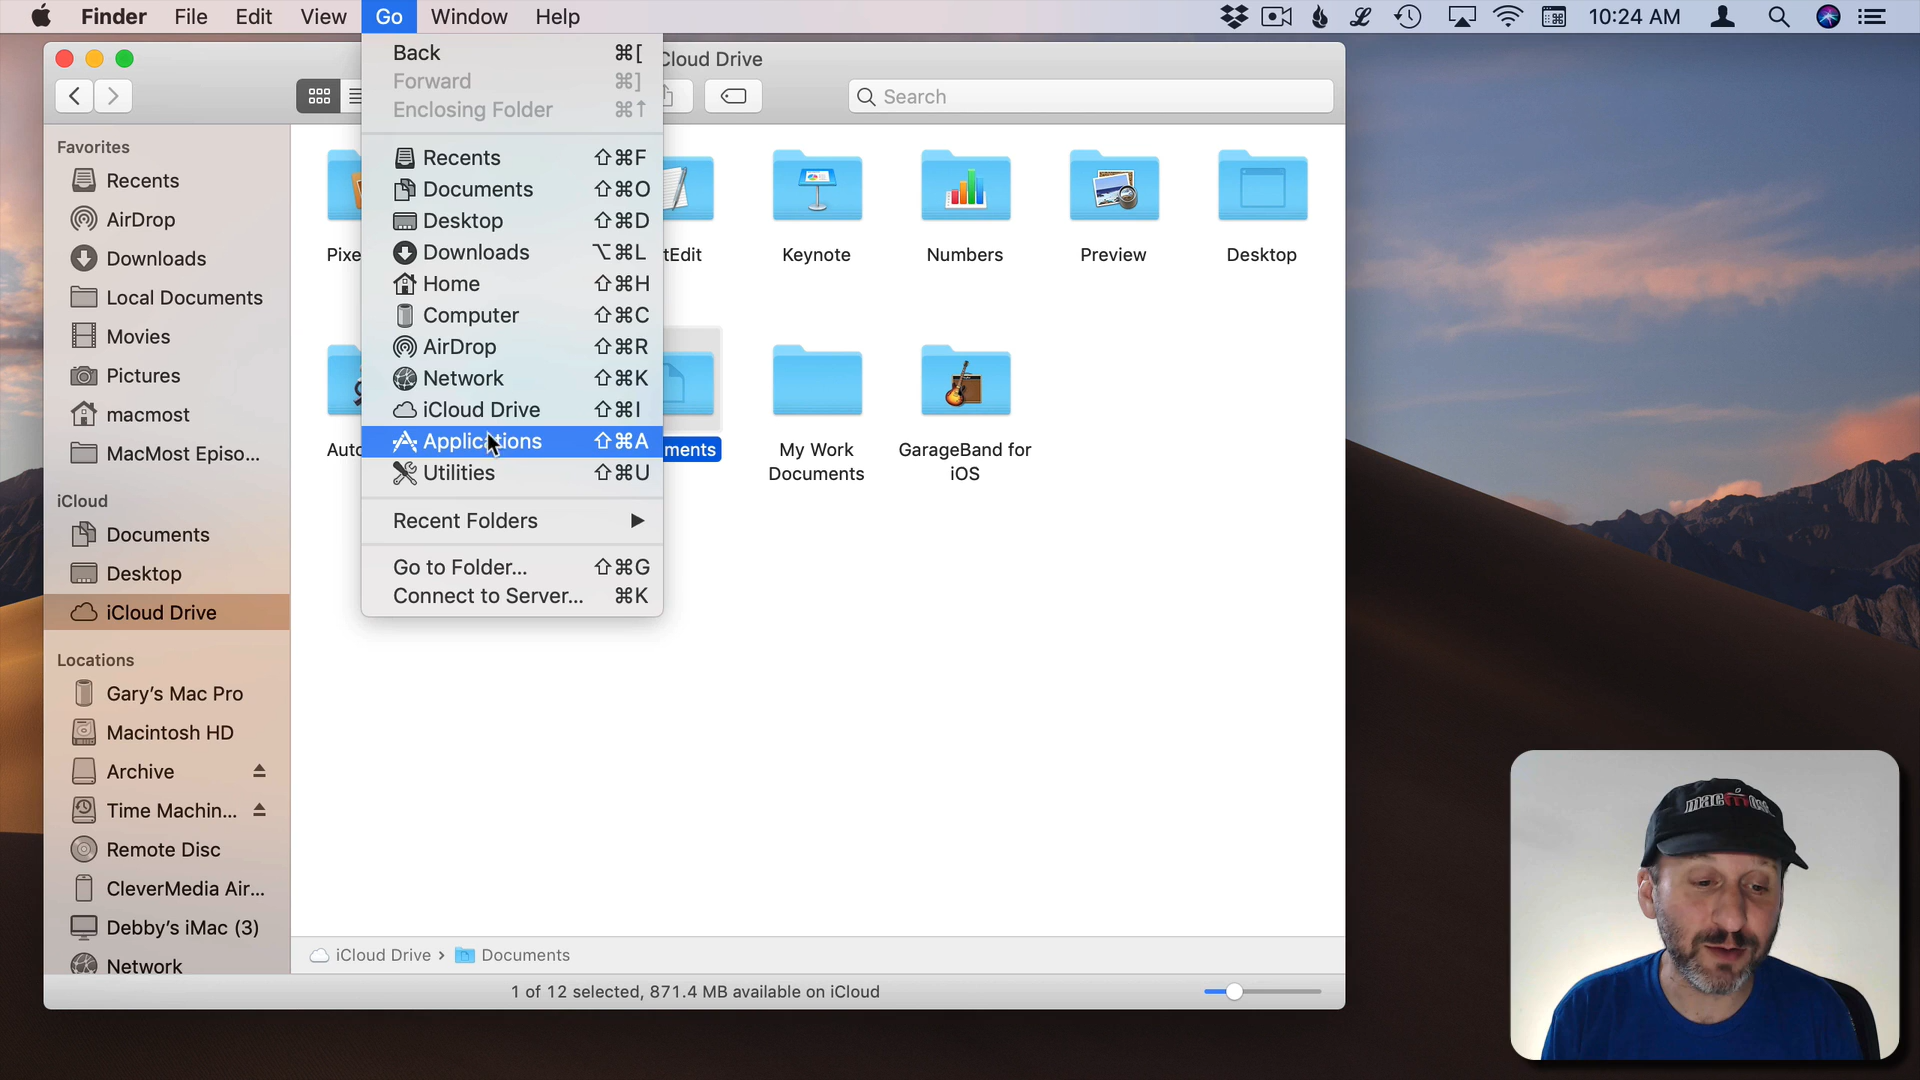 Finder File Edit View Go Window Help 10:24 AM
Cloud Drive
Search
Back ⌘[
Forward ⌘]
Enclosing Folder ⌘↑
Recents ⇧⌘F
Documents ⇧⌘O
Desktop ⇧⌘D
Downloads ⌥⌘L
Home ⇧⌘H
Computer ⇧⌘C
AirDrop ⇧⌘R
Network ⇧⌘K
iCloud Drive ⇧⌘I
Applications ⇧⌘A
Utilities ⇧⌘U
Recent Folders
Go to Folder... ⇧⌘G
Connect to Server... ⌘K
Favorites
Recents
AirDrop
Downloads
Local Documents
Movies
Pictures
macmost
MacMost Episo...
iCloud
Documents
Desktop
iCloud Drive
Locations
Gary's Mac Pro
Macintosh HD
Archive
Time Machin...
Remote Disc
CleverMedia Air...
Debby's iMac (3)
Network
Pixe
tEdit
Keynote
Numbers
Preview
Desktop
Auto
ments
My Work
Documents
GarageBand for
iOS
iCloud Drive › Documents
1 of 12 selected, 871.4 MB available on iCloud
macmost